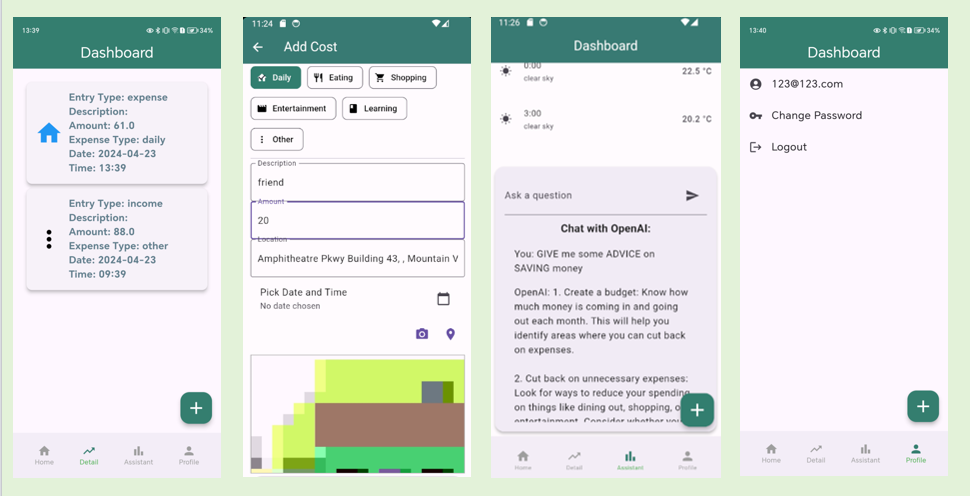 13:39
34%
Dashboard
Entry Type: expense
Description:
Amount: 61.0
Expense Type: daily
Date: 2024-04-23
Time: 13:39
Entry Type: income
Description:
Amount: 88.0
Expense Type: other
Date: 2024-04-23
Time: 09:39
Home
Detail
Assistant
Profile
11:24
Add Cost
Daily
Eating
Shopping
Entertainment
Learning
Other
Description
friend
Amount
20
Location
Amphitheatre Pkwy Building 43, , Mountain V
Pick Date and Time
No date chosen
11:26
Dashboard
0:00
clear sky
22.5 °C
3:00
clear sky
20.2 °C
Ask a question
Chat with OpenAI:
You: GIVE me some ADVICE on
SAVING money
OpenAI: 1. Create a budget: Know how
much money is coming in and going
out each month. This will help you
identify areas where you can cut back
on expenses.
2. Cut back on unnecessary expenses:
Look for ways to reduce your spending
on things like dining out, shopping, o
entertainment. Consider whether you
Home
Detail
Assistant
Profile
13:40
34%
Dashboard
123@123.com
Change Password
Logout
Home
Detail
Assistant
Profile